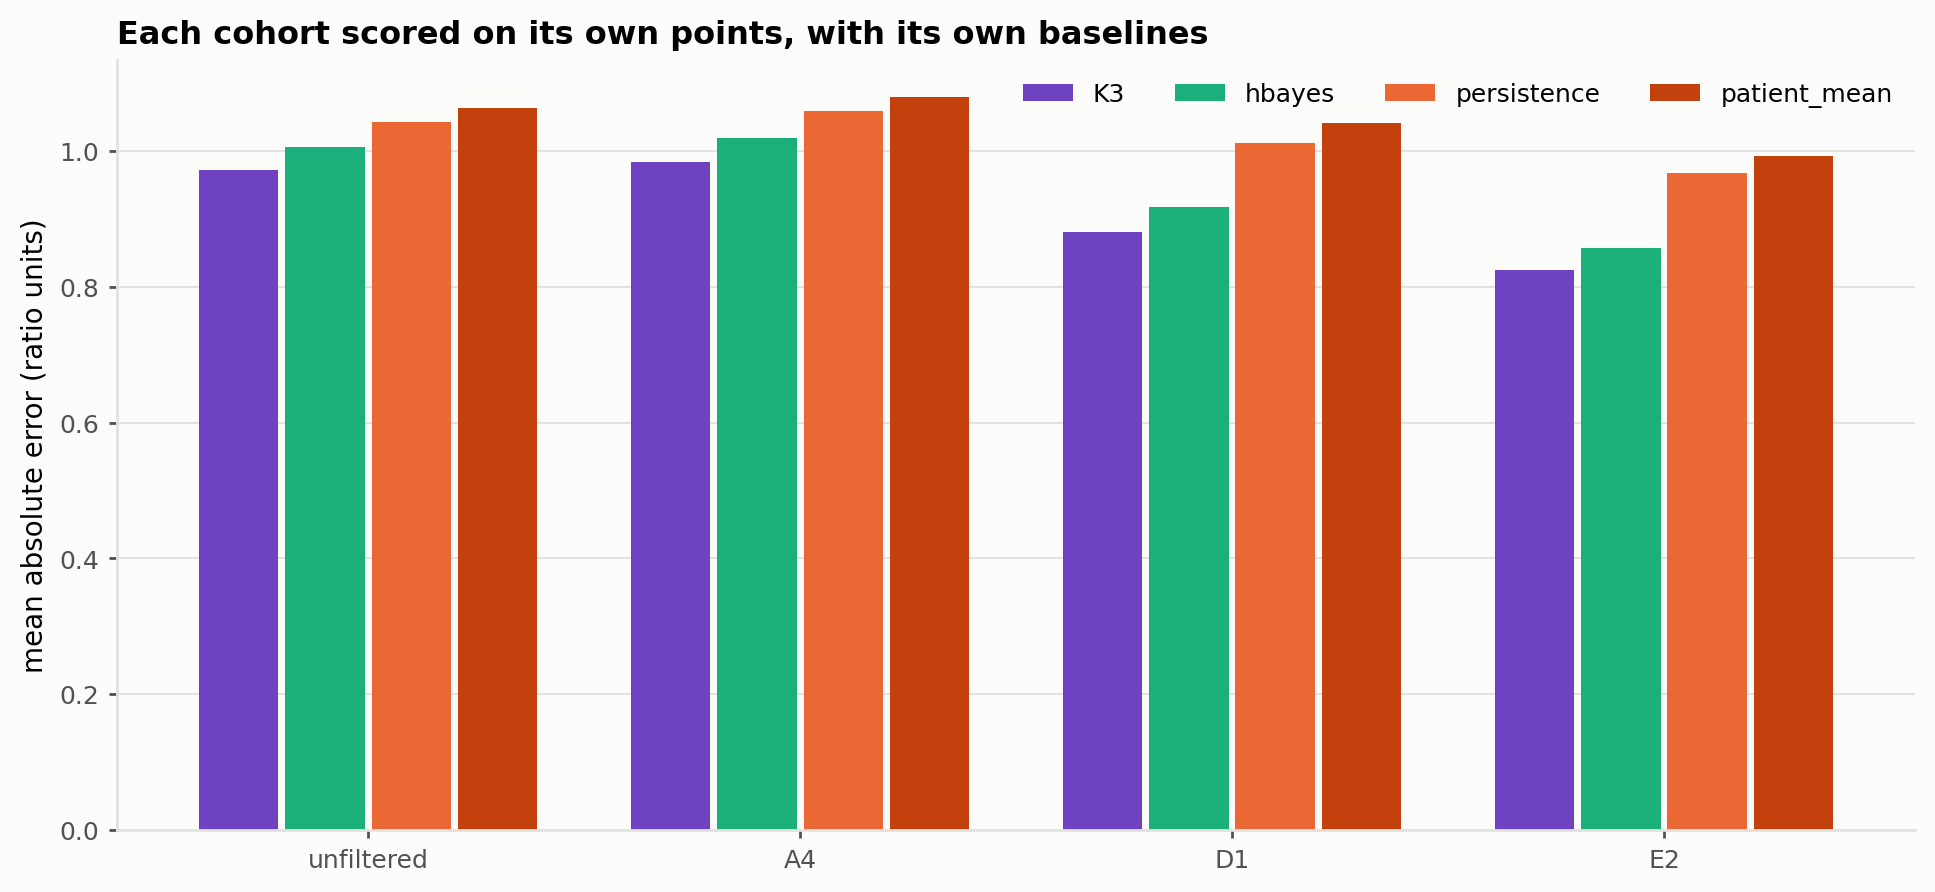 Each cohort scored on its own points, with its own baselines
K3 hbayes persistence patient_mean
mean absolute error (ratio units)
1.0
0.8
0.6
0.4
0.2
0.0
unfiltered A4 D1 E2